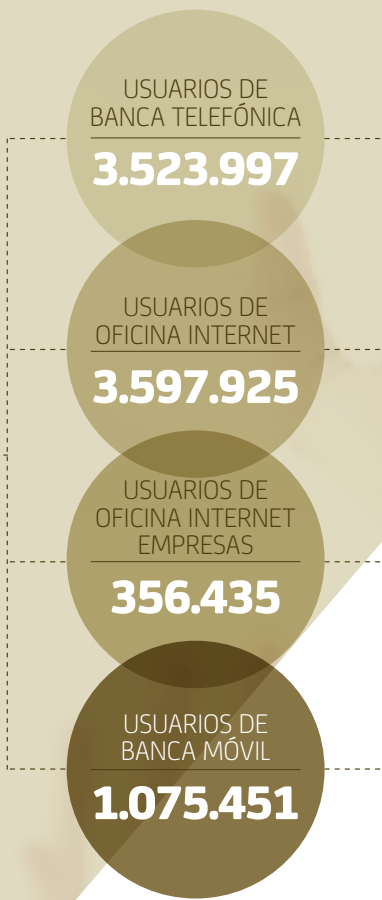 USUARIOS DE
BANCA TELEFÓNICA
3.523.997
USUARIOS DE
OFICINA INTERNET
3.597.925
USUARIOS DE
OFICINA INTERNET
EMPRESAS
356.435
USUARIOS DE
BANCA MÓVIL
1.075.451